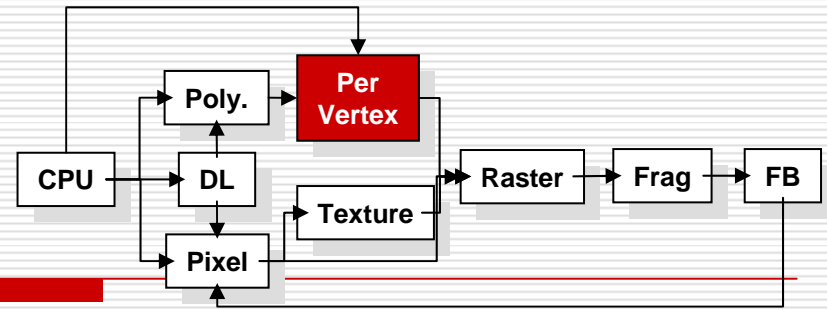 Per
Vertex
Poly.
CPU
DL
Raster
Frag
FB
Texture
Pixel